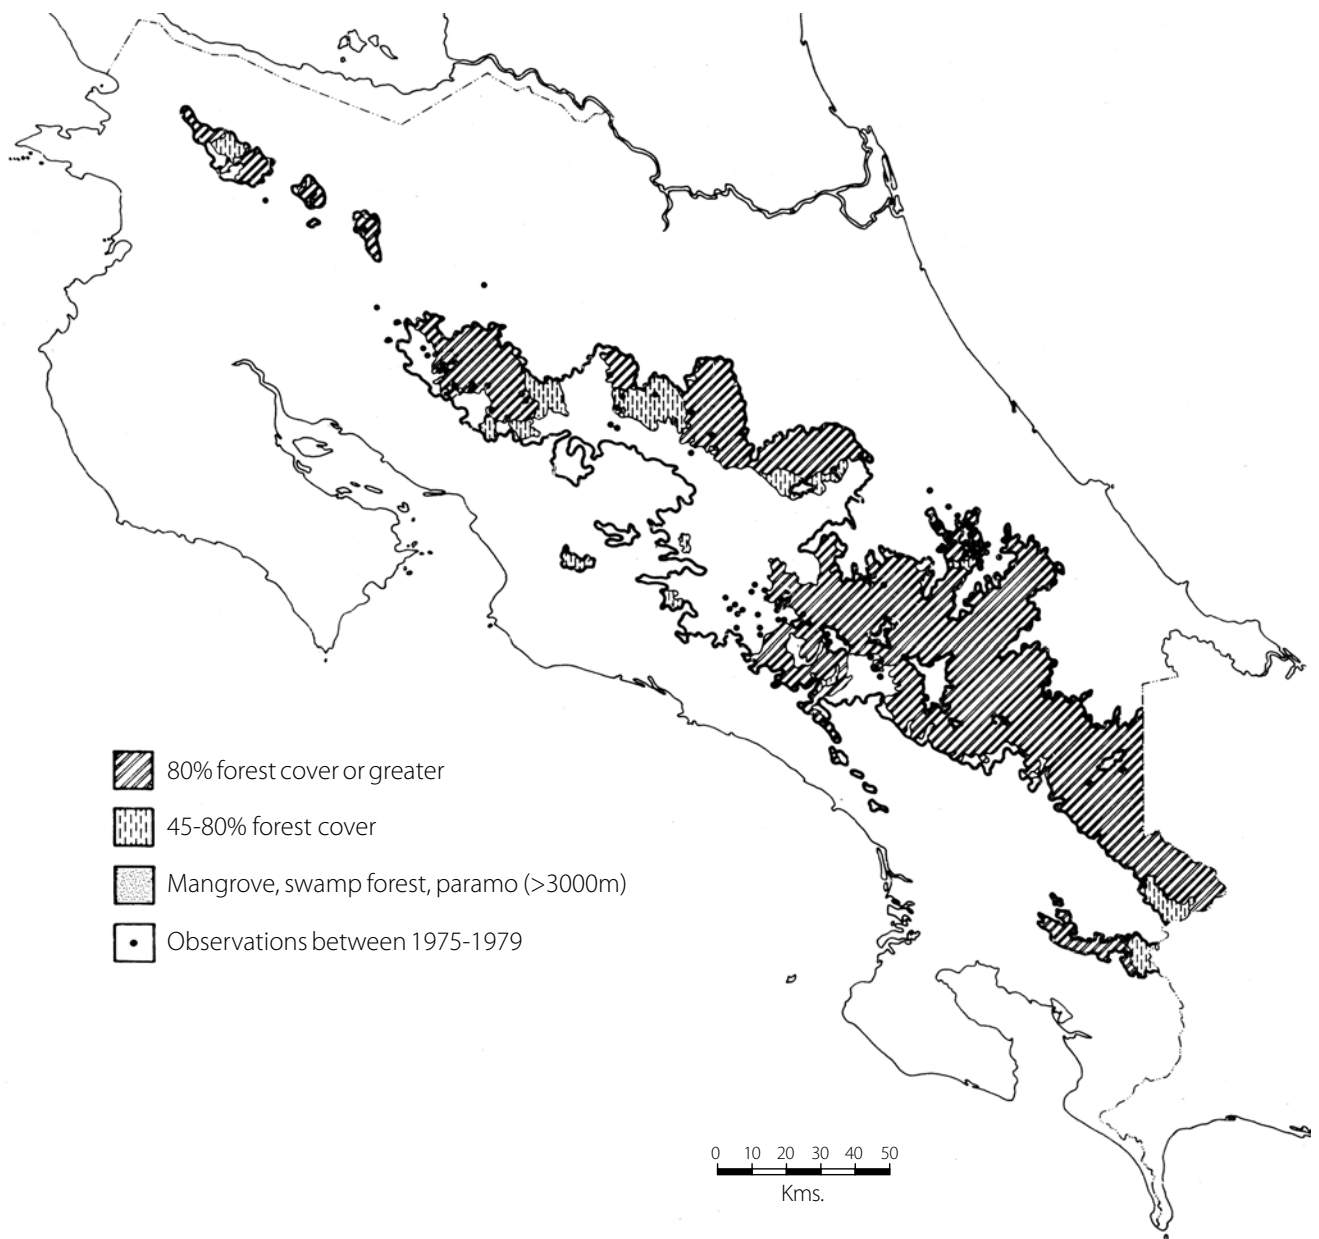 80% forest cover or greater
45-80% forest cover
Mangrove, swamp forest, paramo (>3000m)
Observations between 1975-1979
0 10 20 30 40 50
Kms.